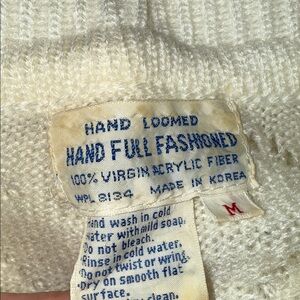 HAND LOOMED
HAND FULL FASHIONED
100% VIRGIN ACRYLIC FIBER
WPL 8134 MADE IN KOREA
M
Hand wash in cold
water with mild soap.
Do not bleach.
Rinse in cold water.
Do not twist or wring.
Dry on smooth flat
surface.
clean.